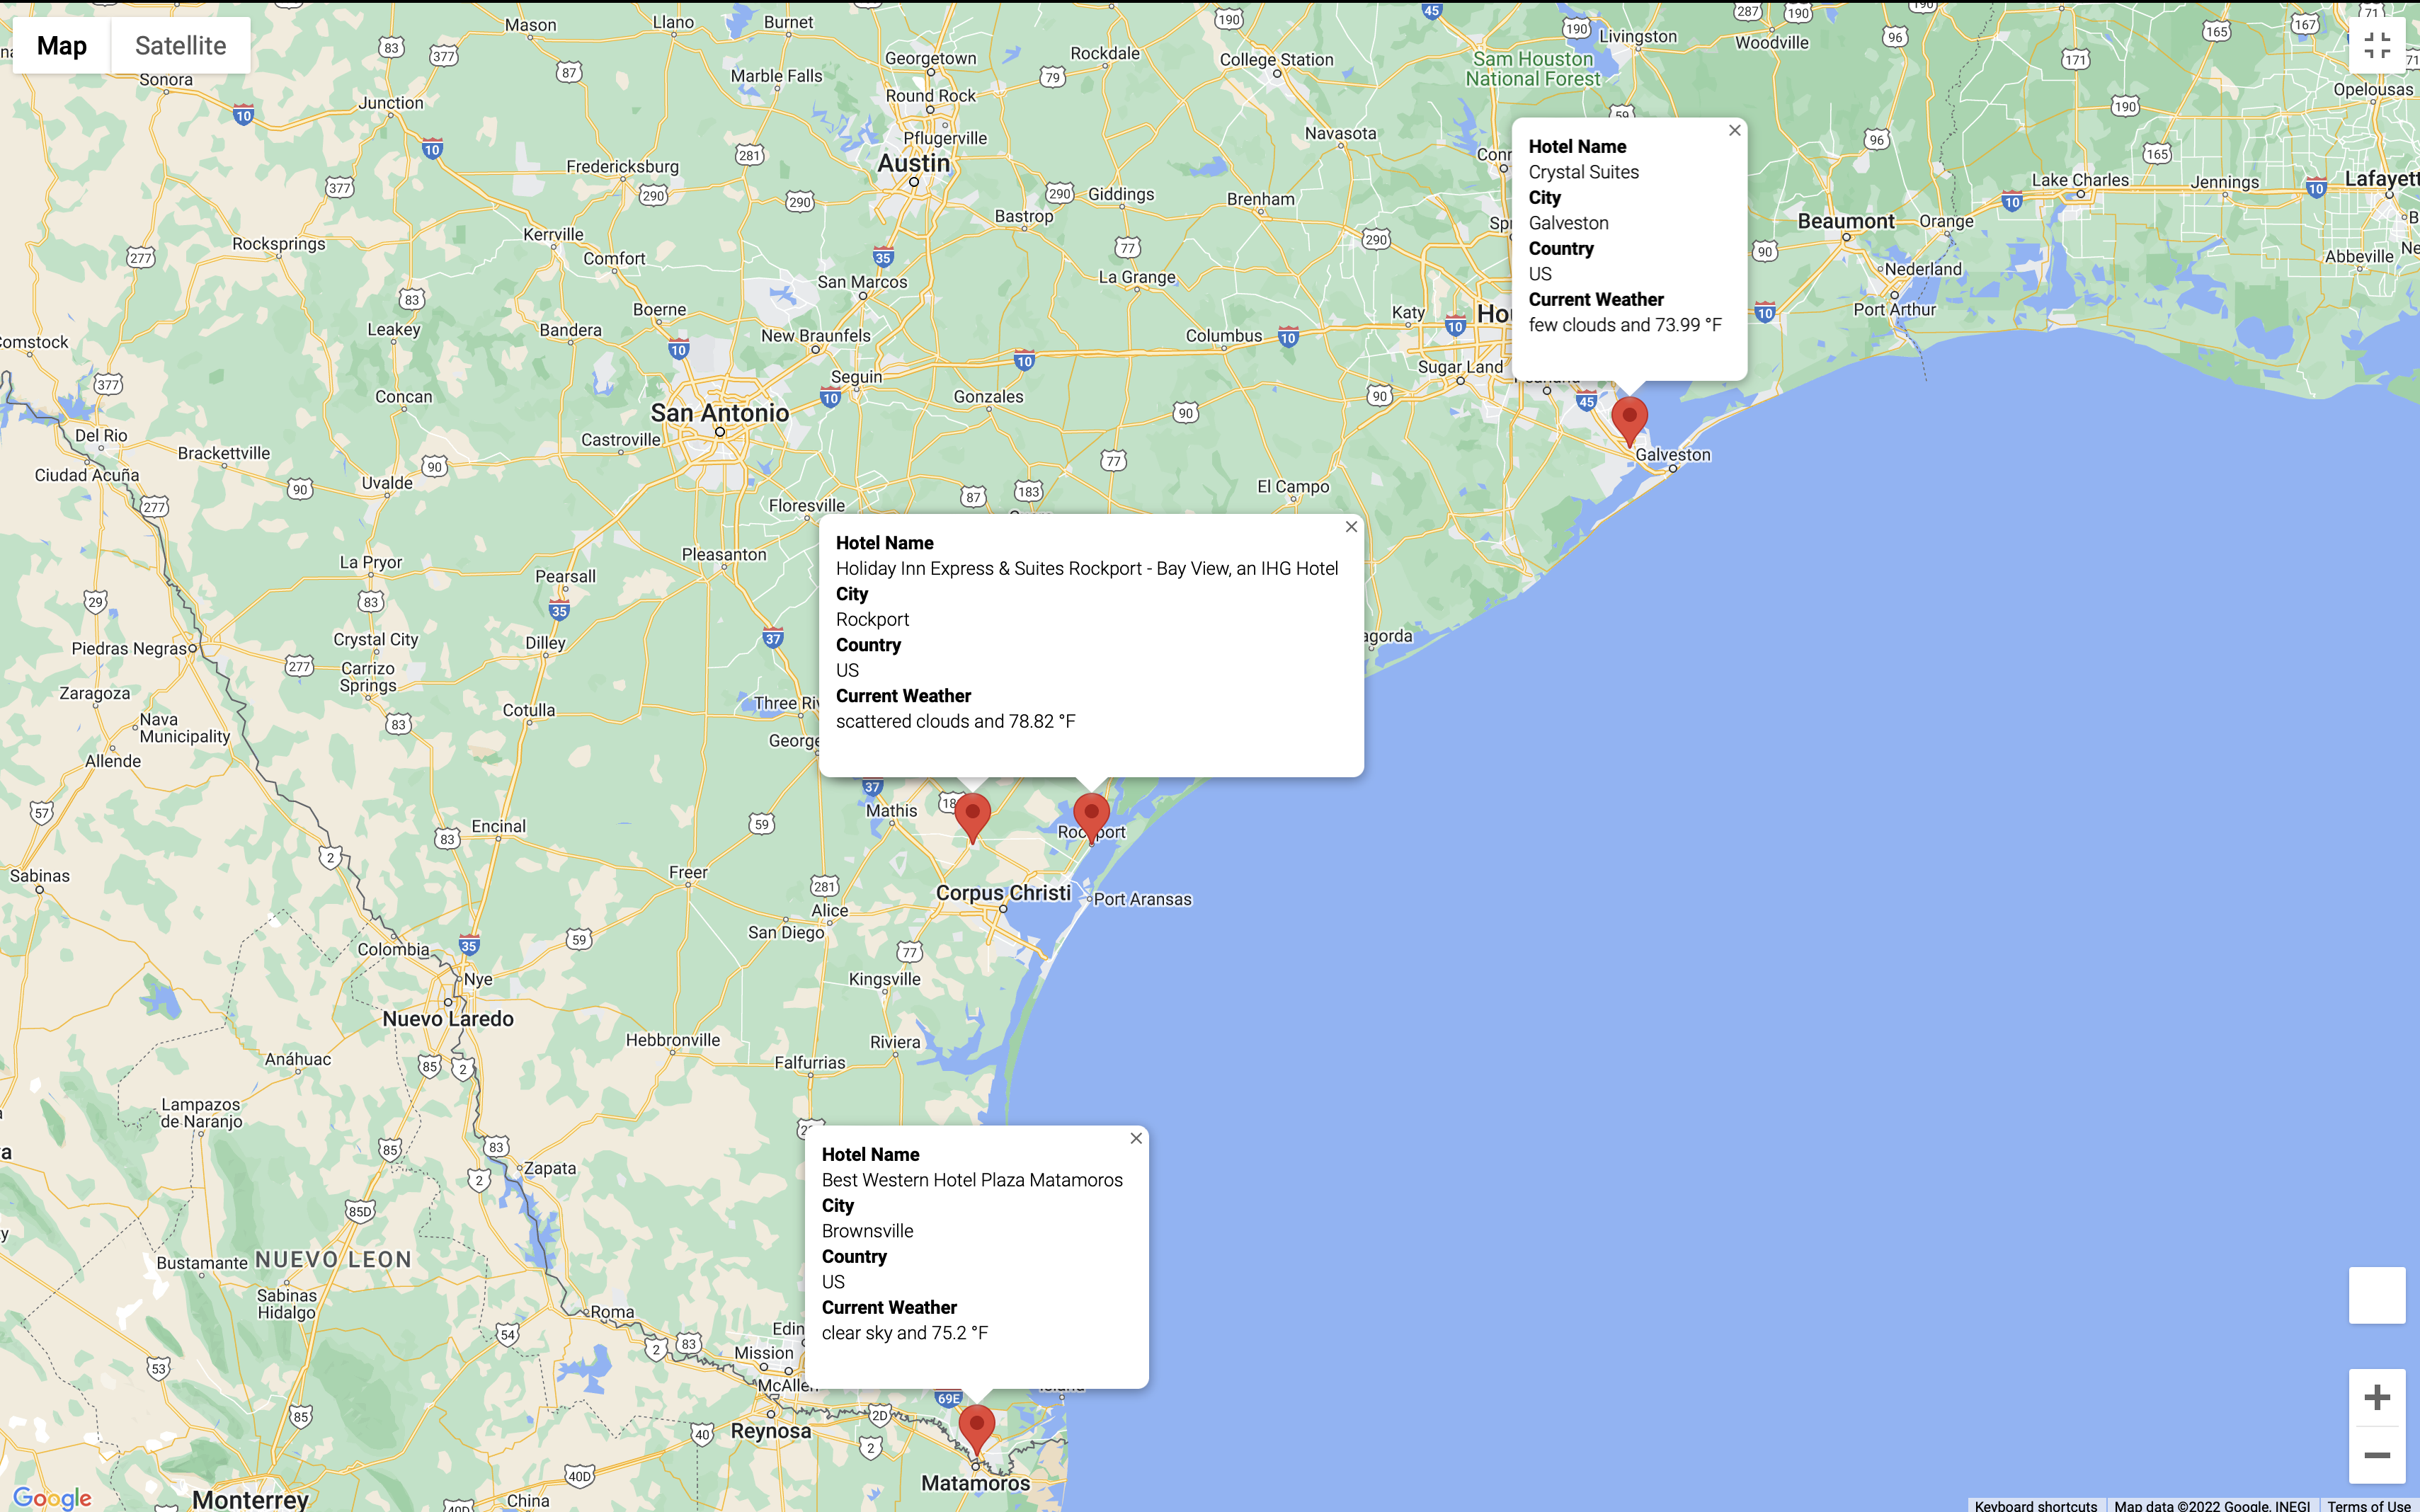 Map
Satellite
Mason
Llano
Burnet
Georgetown
Rockdale
College Station
Sam Houston
National Forest
Livingston
Woodville
Opelousas
Sonora
Junction
Marble Falls
Round Rock
Pflugerville
Navasota
Austin
Fredericksburg
Giddings
Brenham
Bastrop
Lake Charles
Jennings
Beaumont
Orange
Rocksprings
Kerrville
Comfort
San Marcos
La Grange
Nederland
Abbeville
Port Arthur
Leakey
Bandera
Boerne
New Braunfels
Columbus
Katy
Seguin
Sugar Land
Concan
San Antonio
Gonzales
Castroville
Del Rio
Brackettville
Ciudad Acuña
Uvalde
Floresville
El Campo
Galveston
Hotel Name
Crystal Suites
City
Galveston
Country
US
Current Weather
few clouds and 73.99 °F
La Pryor
Pearsall
Pleasanton
Hotel Name
Holiday Inn Express & Suites Rockport - Bay View, an IHG Hotel
City
Rockport
Country
US
Current Weather
scattered clouds and 78.82 °F
Crystal City
Dilley
Piedras Negras
Carrizo
Springs
Zaragoza
Nava
Municipality
Cotulla
Allende
Mathis
Rockport
Encinal
Sabinas
Freer
Corpus Christi
Port Aransas
Alice
San Diego
Colombia
Nye
Kingsville
Nuevo Laredo
Hebbronville
Riviera
Anáhuac
Falfurrias
Lampazos
de Naranjo
Zapata
Hotel Name
Best Western Hotel Plaza Matamoros
City
Brownsville
Country
US
Current Weather
clear sky and 75.2 °F
Bustamante
NUEVO LEON
Sabinas
Hidalgo
Roma
Mission
McAllen
Reynosa
Matamoros
Monterrey
China
Google
Keyboard shortcuts
Map data ©2022 Google, INEGI
Terms of Use